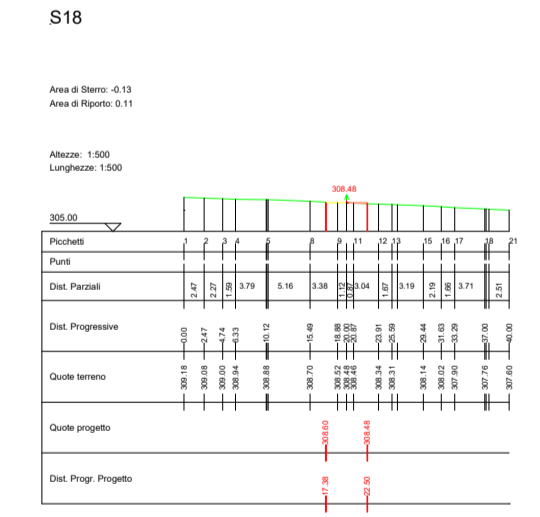 S18
Area di Sterro: -0.13
Area di Riporto: 0.11
Altezze: 1:500
Lunghezze: 1:500
308.48
305.00
Picchetti 1 2 3 4 5 8 9 11 12 13 15 16 17 18 21
Punti
Dist. Parziali 2.47 2.27 1.59 3.79 5.16 3.38 1.12 0.87 3.04 1.67 3.19 2.19 1.66 3.71 2.51
Dist. Progressive 0.00 2.47 4.74 6.33 10.12 15.49 18.88 20.00 20.87 23.91 25.59 29.44 31.63 33.29 37.00 40.00
Quote terreno 309.18 309.08 309.00 308.94 308.88 308.70 308.52 308.48 308.46 308.34 308.31 308.14 308.02 307.90 307.76 307.60
Quote progetto 308.60 308.48
Dist. Progr. Progetto 17.38 22.50